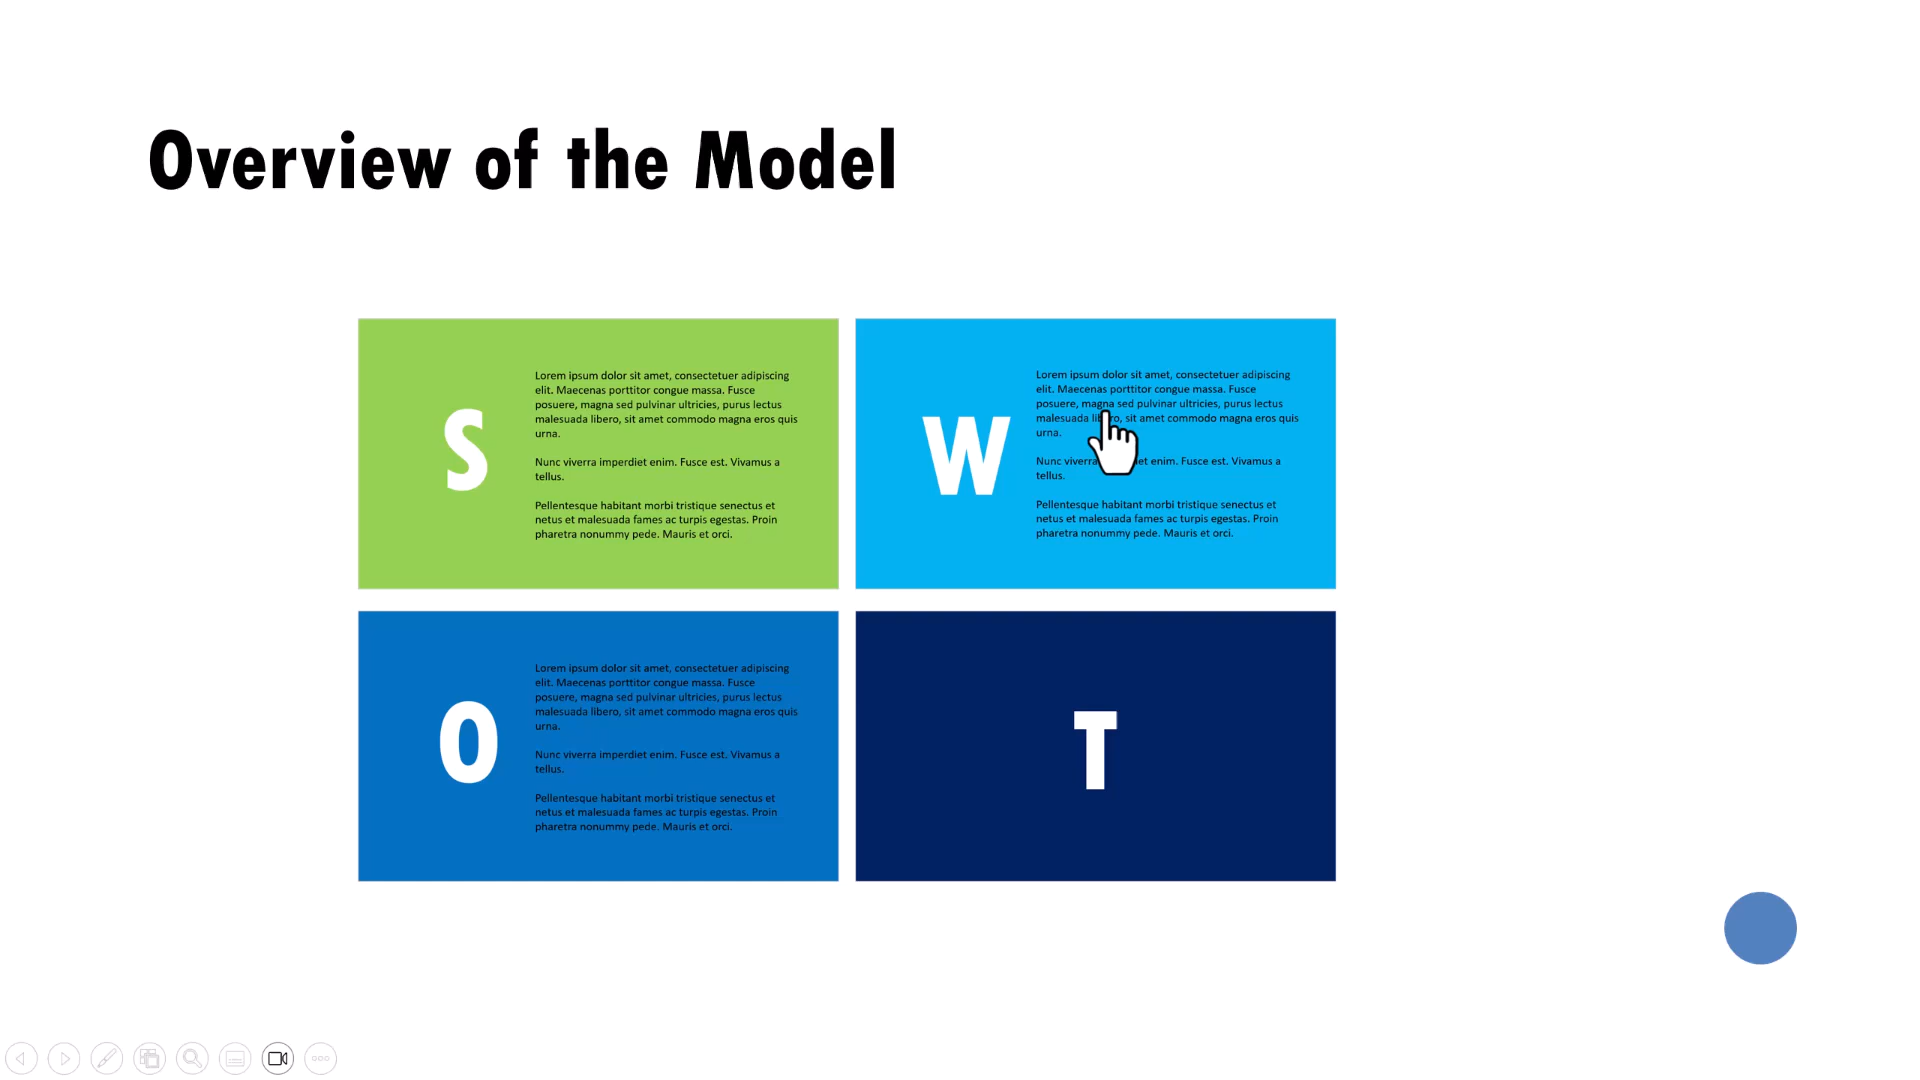 Overview of the Model
S
Lorem ipsum dolor sit amet, consectetuer adipiscing
elit. Maecenas porttitor congue massa. Fusce
posuere, magna sed pulvinar ultricies, purus lectus
malesuada libero, sit amet commodo magna eros quis
urna.
Nunc viverra imperdiet enim. Fusce est. Vivamus a
tellus.
Pellentesque habitant morbi tristique senectus et
netus et malesuada fames ac turpis egestas. Proin
pharetra nonummy pede. Mauris et orci.
W
Lorem ipsum dolor sit amet, consectetuer adipiscing
elit. Maecenas porttitor congue massa. Fusce
posuere, magna sed pulvinar ultricies, purus lectus
malesuada libero, sit amet commodo magna eros quis
urna.
Nunc viverra enim. Fusce est. Vivamus a
tellus.
Pellentesque habitant morbi tristique senectus et
netus et malesuada fames ac turpis egestas. Proin
pharetra nonummy pede. Mauris et orci.
O
Lorem ipsum dolor sit amet, consectetuer adipiscing
elit. Maecenas porttitor congue massa. Fusce
posuere, magna sed pulvinar ultricies, purus lectus
malesuada libero, sit amet commodo magna eros quis
urna.
Nunc viverra imperdiet enim. Fusce est. Vivamus a
tellus.
Pellentesque habitant morbi tristique senectus et
netus et malesuada fames ac turpis egestas. Proin
pharetra nonummy pede. Mauris et orci.
T